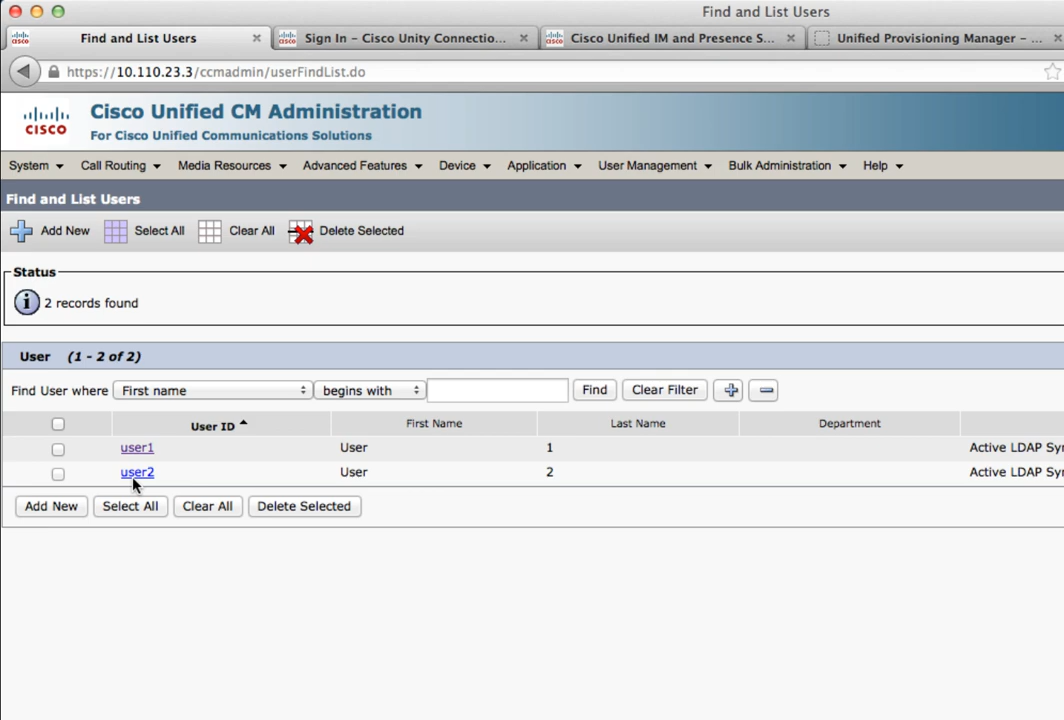 Find and List Users
Find and List Users
Sign In – Cisco Unity Connectio...
Cisco Unified IM and Presence S...
Unified Provisioning Manager – ...
https://10.110.23.3/ccmadmin/userFindList.do
CISCO
Cisco Unified CM Administration
For Cisco Unified Communications Solutions
System Call Routing Media Resources Advanced Features Device Application User Management Bulk Administration Help
Find and List Users
Add New Select All Clear All Delete Selected
Status
2 records found
User (1 - 2 of 2)
Find User where First name begins with Find Clear Filter
User ID First Name Last Name Department
user1 User 1 Active LDAP Syn
user2 User 2 Active LDAP Syn
Add New Select All Clear All Delete Selected